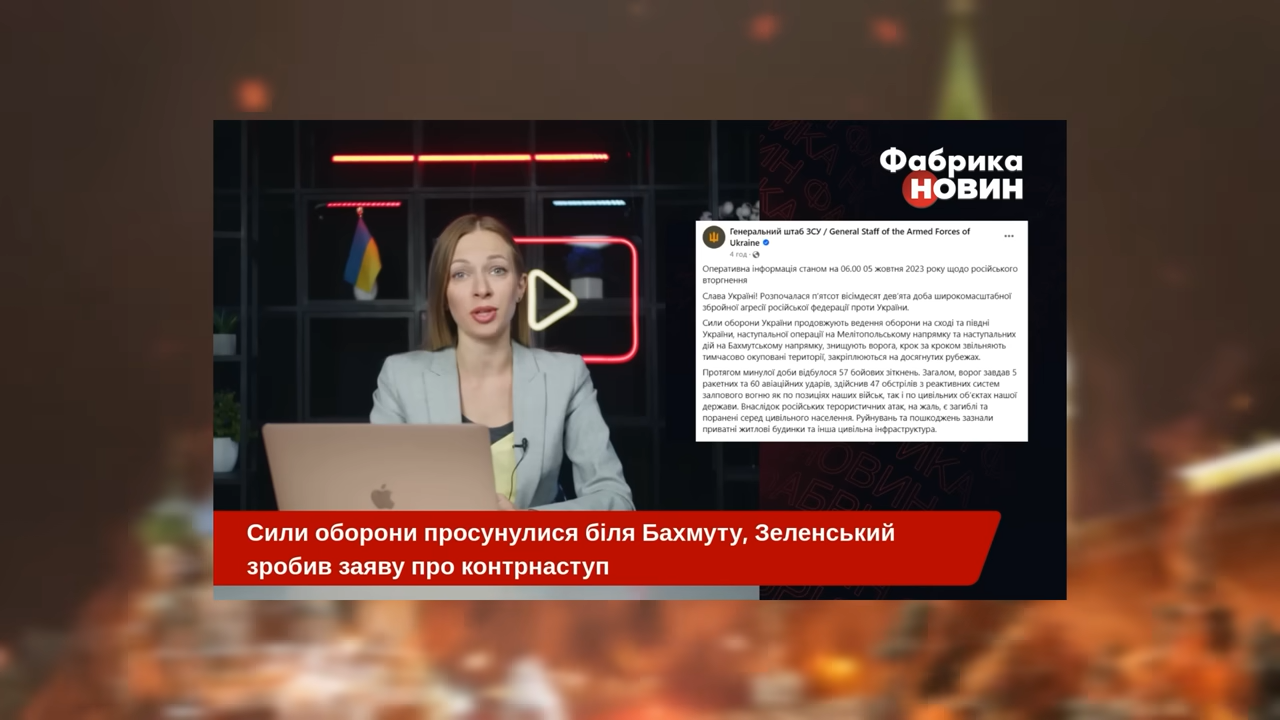 Фабрика
НОВИН
Генеральний штаб ЗСУ / General Staff of the Armed Forces of
Ukraine
4 год ·
Оперативна інформація станом на 06.00 05 жовтня 2023 року щодо російського
вторгнення
Слава Україні! Розпочалася п'ятсот вісімдесят дев'ята доба широкомасштабної
збройної агресії російської федерації проти України.
Сили оборони України продовжують ведення оборони на сході та півдні
України, наступальної операції на Мелітопольському напрямку та наступальних
дій на Бахмутському напрямку, знищують ворога, крок за кроком звільняють
тимчасово окуповані території, закріплюються на досягнутих рубежах.
Протягом минулої доби відбулося 57 бойових зіткнень. Загалом, ворог завдав 5
ракетних та 60 авіаційних ударів, здійснив 47 обстрілів з реактивних систем
залпового вогню як по позиціях наших військ, так і по цивільних об'єктах нашої
держави. Внаслідок російських терористичних атак, на жаль, є загиблі та
поранені серед цивільного населення. Руйнувань та пошкоджень зазнали
приватні житлові будинки та інша цивільна інфраструктура.
Сили оборони просунулися біля Бахмуту, Зеленський
зробив заяву про контрнаступ